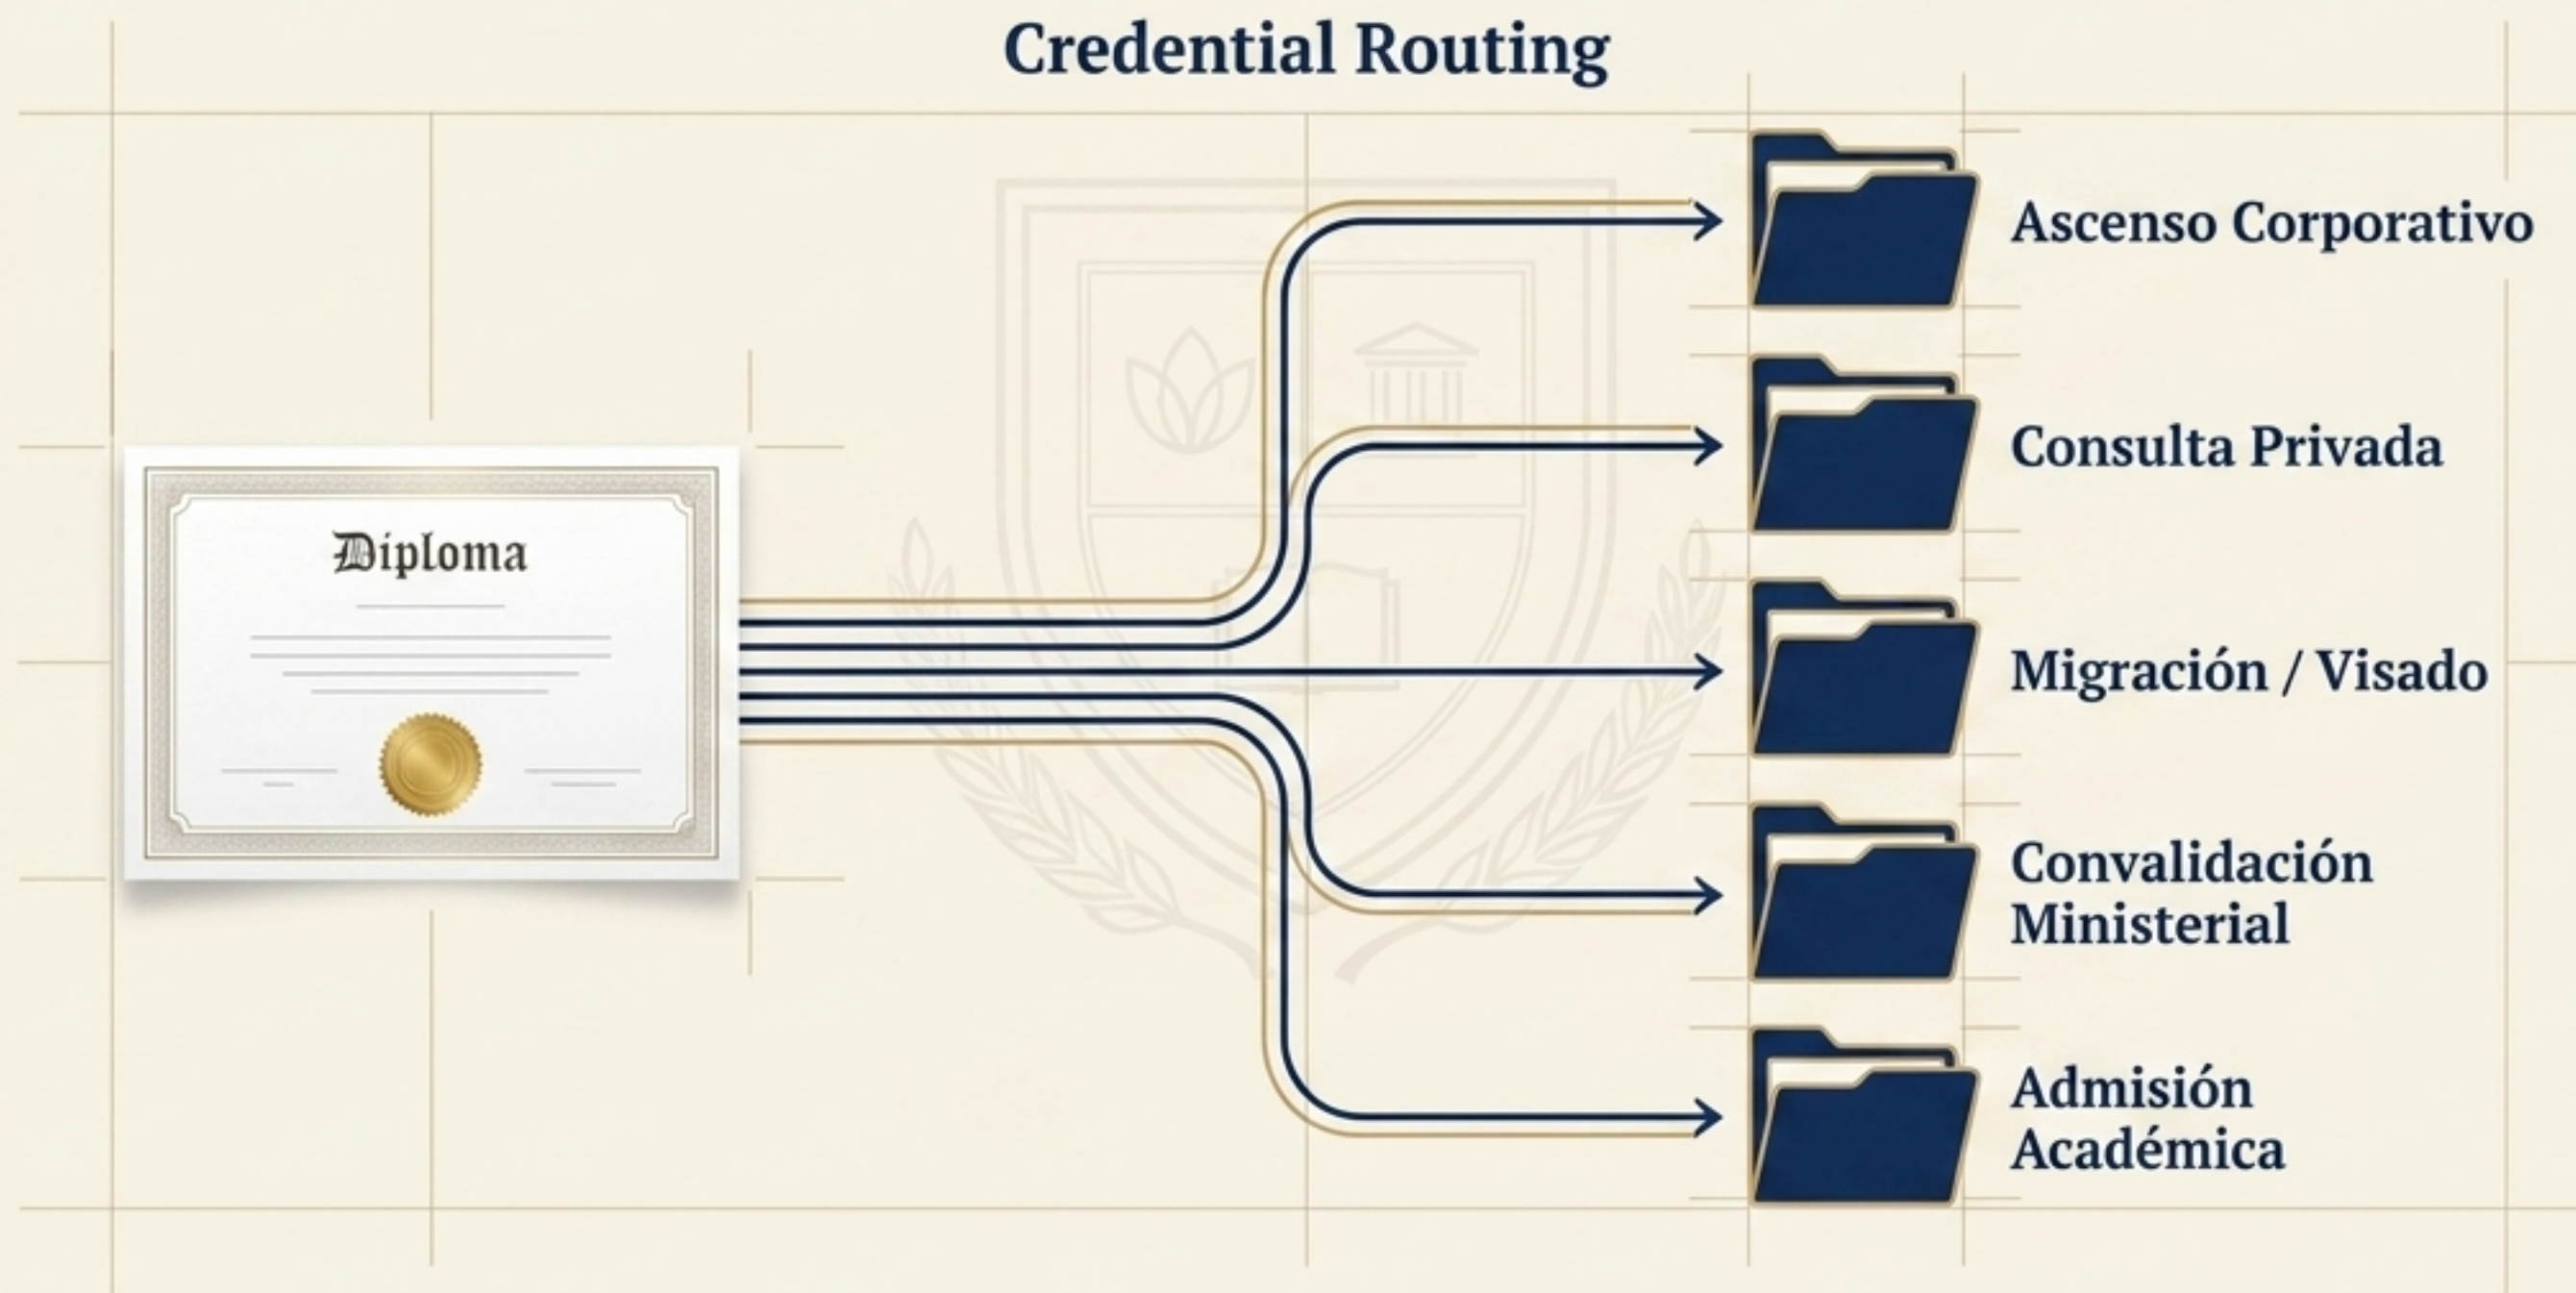 Credential Routing
Diploma
Ascenso Corporativo
Consulta Privada
Migración / Visado
Convalidación
Ministerial
Admisión
Académica